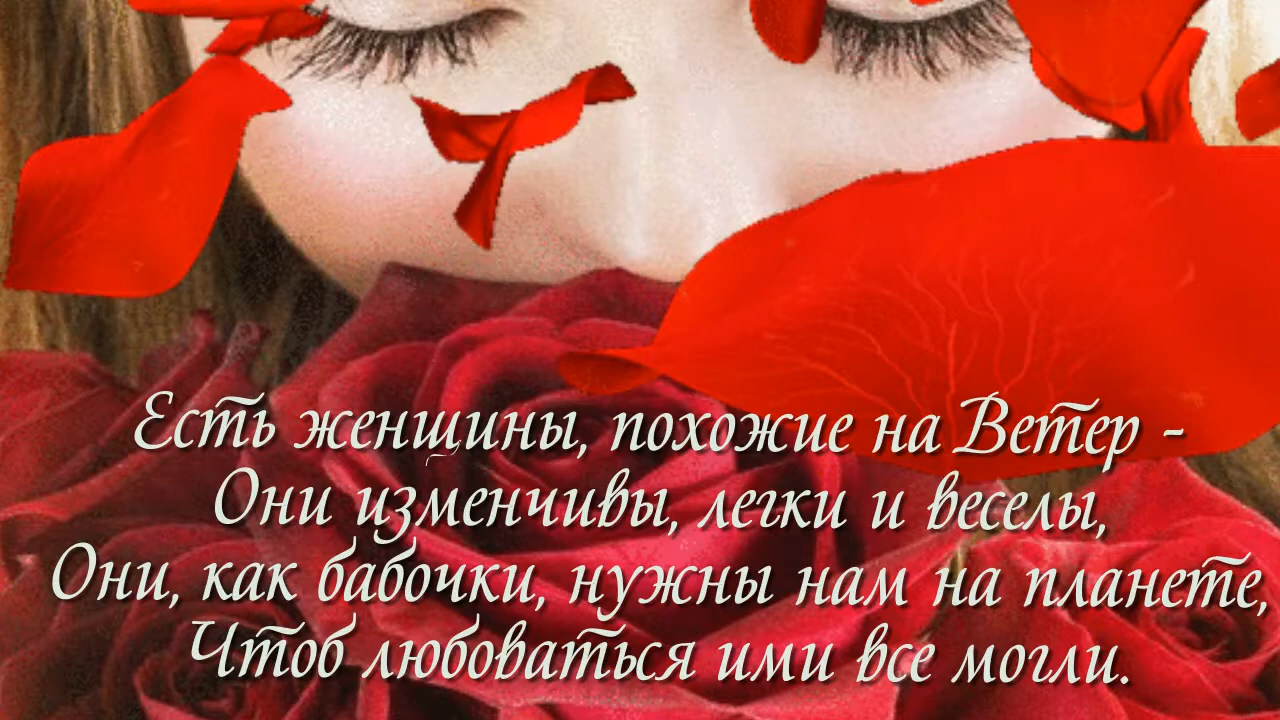 Есть женщины, похожие на Ветер -
Они изменчивы, легки и веселы,
Они, как бабочки, нужны нам на планете,
Чтоб любоваться ими все могли.